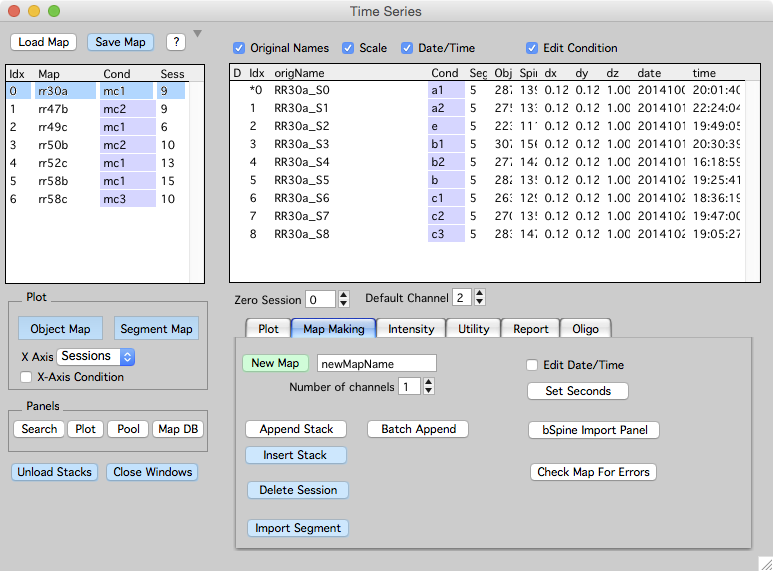 Time Series
Load Map Save Map ?
Original Names Scale Date/Time Edit Condition
Idx Map Cond Sess
0 rr30a mc1 9
1 rr47b mc2 9
2 rr49c mc1 6
3 rr50b mc2 10
4 rr52c mc1 13
5 rr58b mc1 15
6 rr58c mc3 10
D Idx origName Cond Seg Obj Spi dx dy dz date time
*0 RR30a_S0 a1 5 287 139 0.12 0.12 1.00 2014100 20:01:40
1 RR30a_S1 a2 5 275 133 0.12 0.12 1.00 2014101 22:24:04
2 RR30a_S2 e 5 223 111 0.12 0.12 1.00 2014101 19:49:05
3 RR30a_S3 b1 5 307 156 0.12 0.12 1.00 2014101 20:30:39
4 RR30a_S4 b2 5 277 142 0.12 0.12 1.00 2014101 16:18:59
5 RR30a_S5 b 5 282 135 0.12 0.12 1.00 2014102 19:25:41
6 RR30a_S6 c1 5 263 129 0.12 0.12 1.00 2014102 18:36:19
7 RR30a_S7 c2 5 270 135 0.12 0.12 1.00 2014102 19:47:00
8 RR30a_S8 c3 5 283 147 0.12 0.12 1.00 2014102 19:05:27
Plot
Object Map Segment Map
X Axis Sessions
X-Axis Condition
Panels
Search Plot Pool Map DB
Unload Stacks Close Windows
Zero Session 0 Default Channel 2
Plot Map Making Intensity Utility Report Oligo
New Map newMapName Edit Date/Time
Number of channels 1 Set Seconds
Append Stack Batch Append bSpine Import Panel
Insert Stack
Check Map For Errors
Delete Session
Import Segment